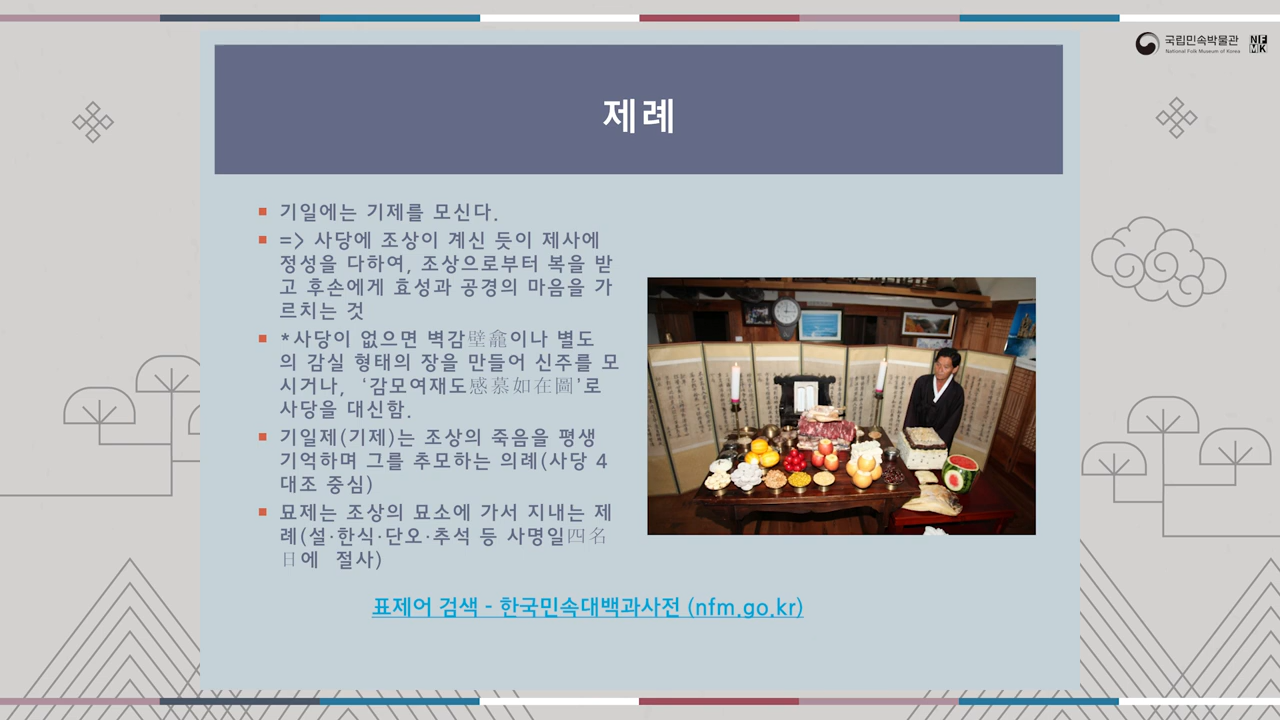 국립민속박물관
National Folk Museum of Korea
NF
MK
제례
기일에는 기제를 모신다.
=> 사당에 조상이 계신 듯이 제사에
정성을 다하여, 조상으로부터 복을 받
고 후손에게 효성과 공경의 마음을 가
르치는 것
*사당이 없으면 벽감壁龕이나 별도
의 감실 형태의 장을 만들어 신주를 모
시거나, ‘감모여재도感慕如在圖’로
사당을 대신함.
기일제(기제)는 조상의 죽음을 평생
기억하며 그를 추모하는 의례(사당 4
대조 중심)
묘제는 조상의 묘소에 가서 지내는 제
례(설·한식·단오·추석 등 사명일四名
日에 절사)
표제어 검색 - 한국민속대백과사전 (nfm.go.kr)